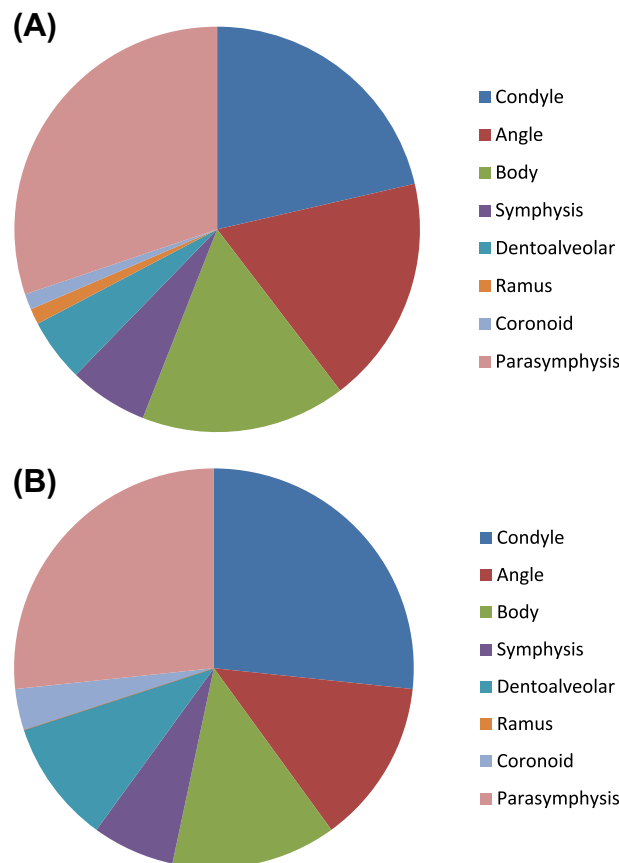 (A)
Condyle
Angle
Body
Symphysis
Dentoalveolar
Ramus
Coronoid
Parasymphysis
(B)
Condyle
Angle
Body
Symphysis
Dentoalveolar
Ramus
Coronoid
Parasymphysis